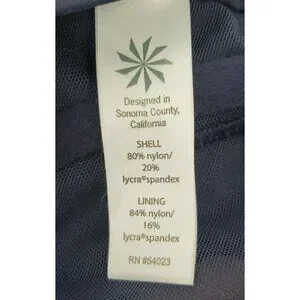 Designed in
Sonoma County,
California
SHELL
80% nylon/
20%
lycra®spandex
LINING
84% nylon/
16%
lycra®spandex
RN #54023